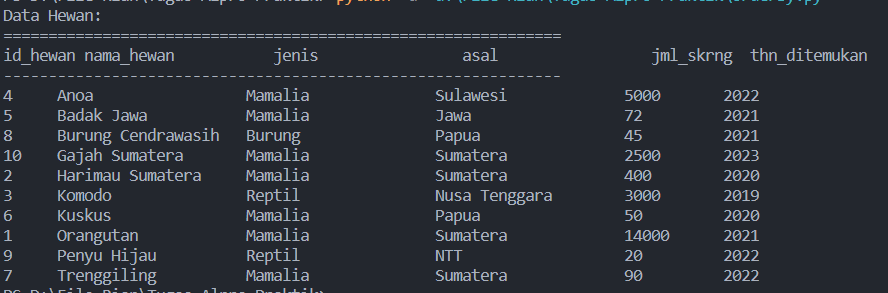 Data Hewan:
==============================================================
id_hewan nama_hewan jenis asal jml_skrng thn_ditemukan
--------------------------------------------------------------
4 Anoa Mamalia Sulawesi 5000 2022
5 Badak Jawa Mamalia Jawa 72 2021
8 Burung Cendrawasih Burung Papua 45 2021
10 Gajah Sumatera Mamalia Sumatera 2500 2023
2 Harimau Sumatera Mamalia Sumatera 400 2020
3 Komodo Reptil Nusa Tenggara 3000 2019
6 Kuskus Mamalia Papua 50 2020
1 Orangutan Mamalia Sumatera 14000 2021
9 Penyu Hijau Reptil NTT 20 2022
7 Trenggiling Mamalia Sumatera 90 2022